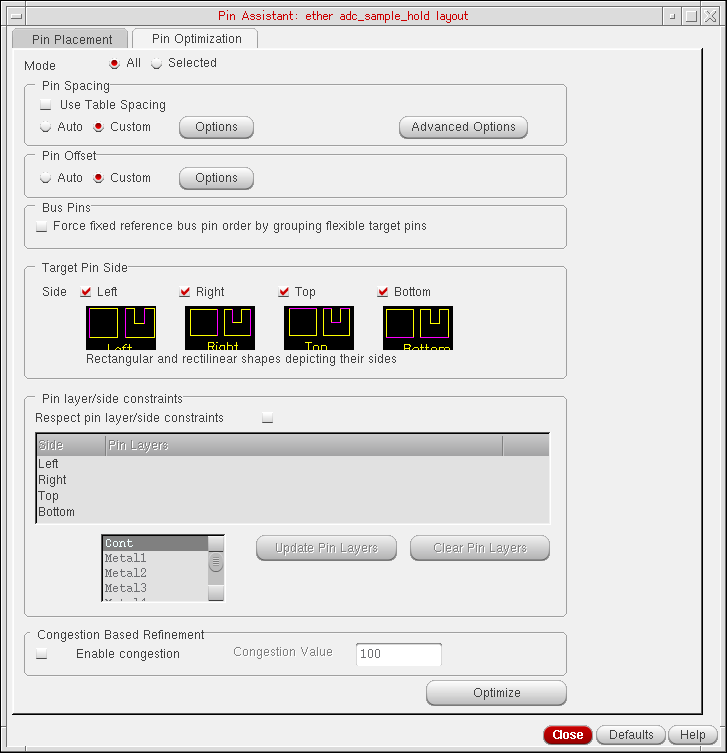 Pin Assistant: ether adc_sample_hold layout
Pin Placement Pin Optimization
Mode All Selected
Pin Spacing
Use Table Spacing
Auto Custom Options Advanced Options
Pin Offset
Auto Custom Options
Bus Pins
Force fixed reference bus pin order by grouping flexible target pins
Target Pin Side
Side Left Right Top Bottom
Left Right Top Bottom
Rectangular and rectilinear shapes depicting their sides
Pin layer/side constraints
Respect pin layer/side constraints
Side Pin Layers
Left
Right
Top
Bottom
Cont
Metal1
Metal2
Metal3
Update Pin Layers Clear Pin Layers
Congestion Based Refinement
Enable congestion Congestion Value 100
Optimize
Close Defaults Help